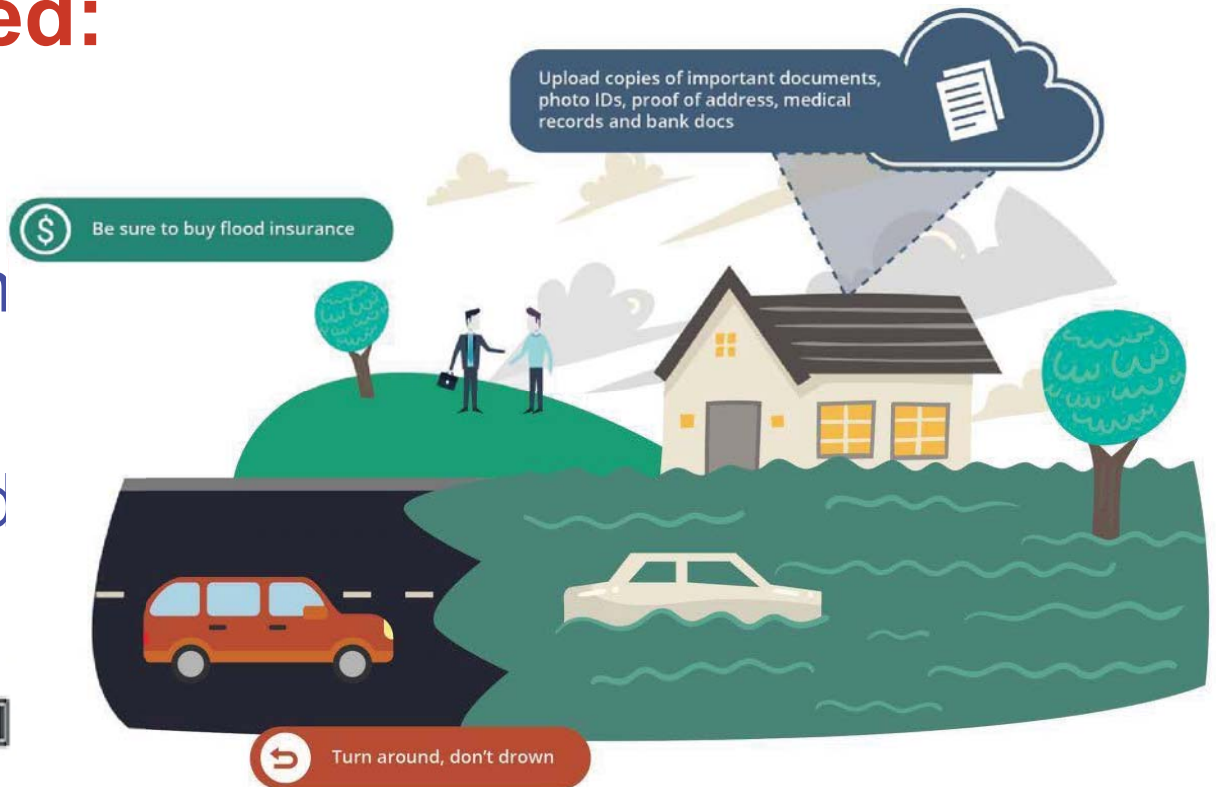 ed:
Upload copies of important documents,
photo IDs, proof of address, medical
records and bank docs
$
Be sure to buy flood insurance
Turn around, don't drown